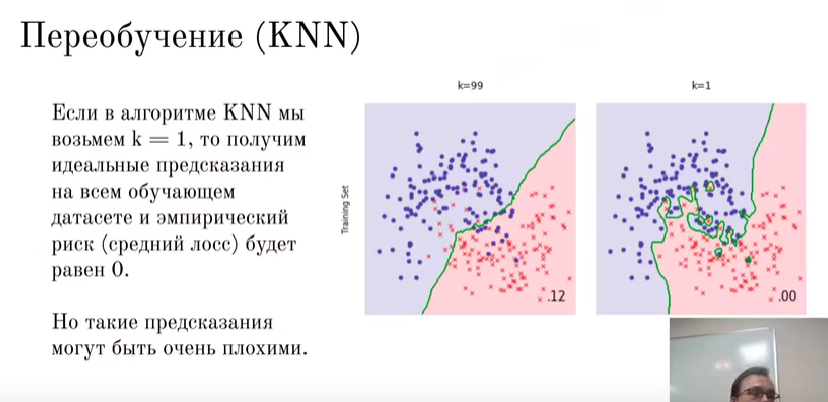 Переобучение (KNN)
Если в алгоритме KNN мы
возьмем k = 1, то получим
идеальные предсказания
на всем обучающем
датасете и эмпирический
риск (средний лосс) будет
равен 0.
Но такие предсказания
могут быть очень плохими.
k=99
k=1
Training Set
.12
.00